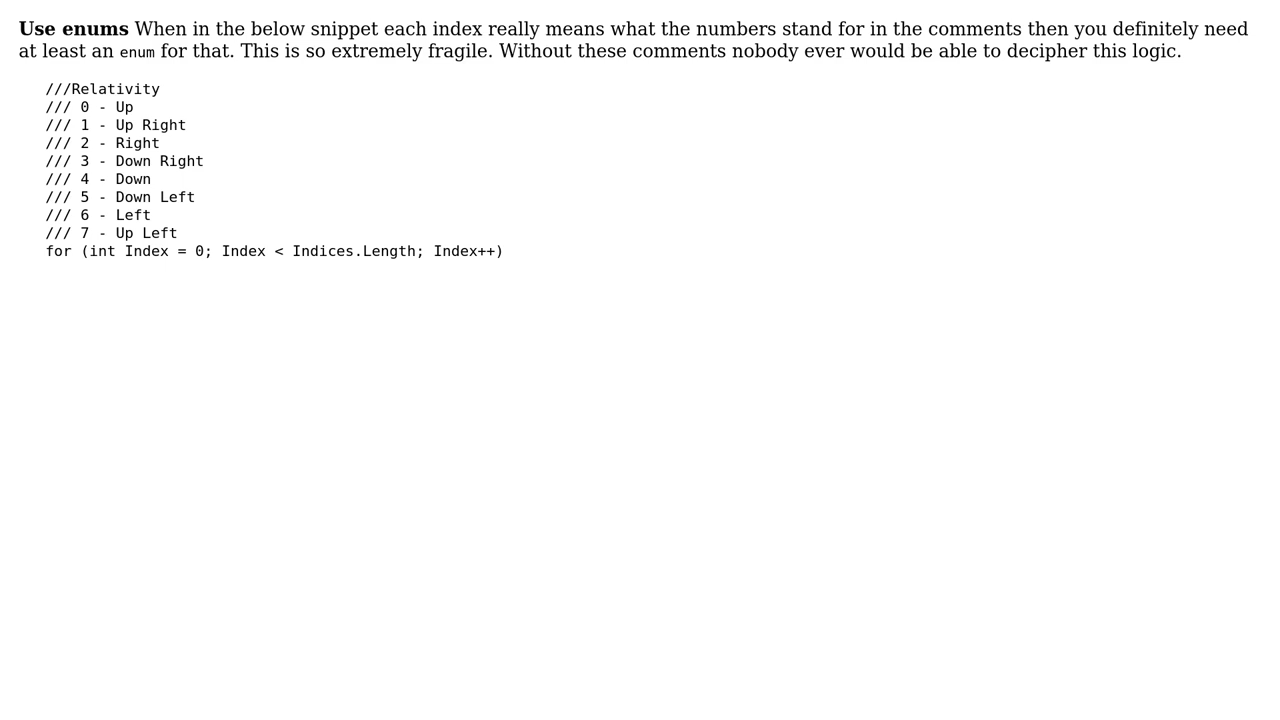 Use enums When in the below snippet each index really means what the numbers stand for in the comments then you definitely need
at least an enum for that. This is so extremely fragile. Without these comments nobody ever would be able to decipher this logic.
///Relativity
/// 0 - Up
/// 1 - Up Right
/// 2 - Right
/// 3 - Down Right
/// 4 - Down
/// 5 - Down Left
/// 6 - Left
/// 7 - Up Left
for (int Index = 0; Index < Indices.Length; Index++)